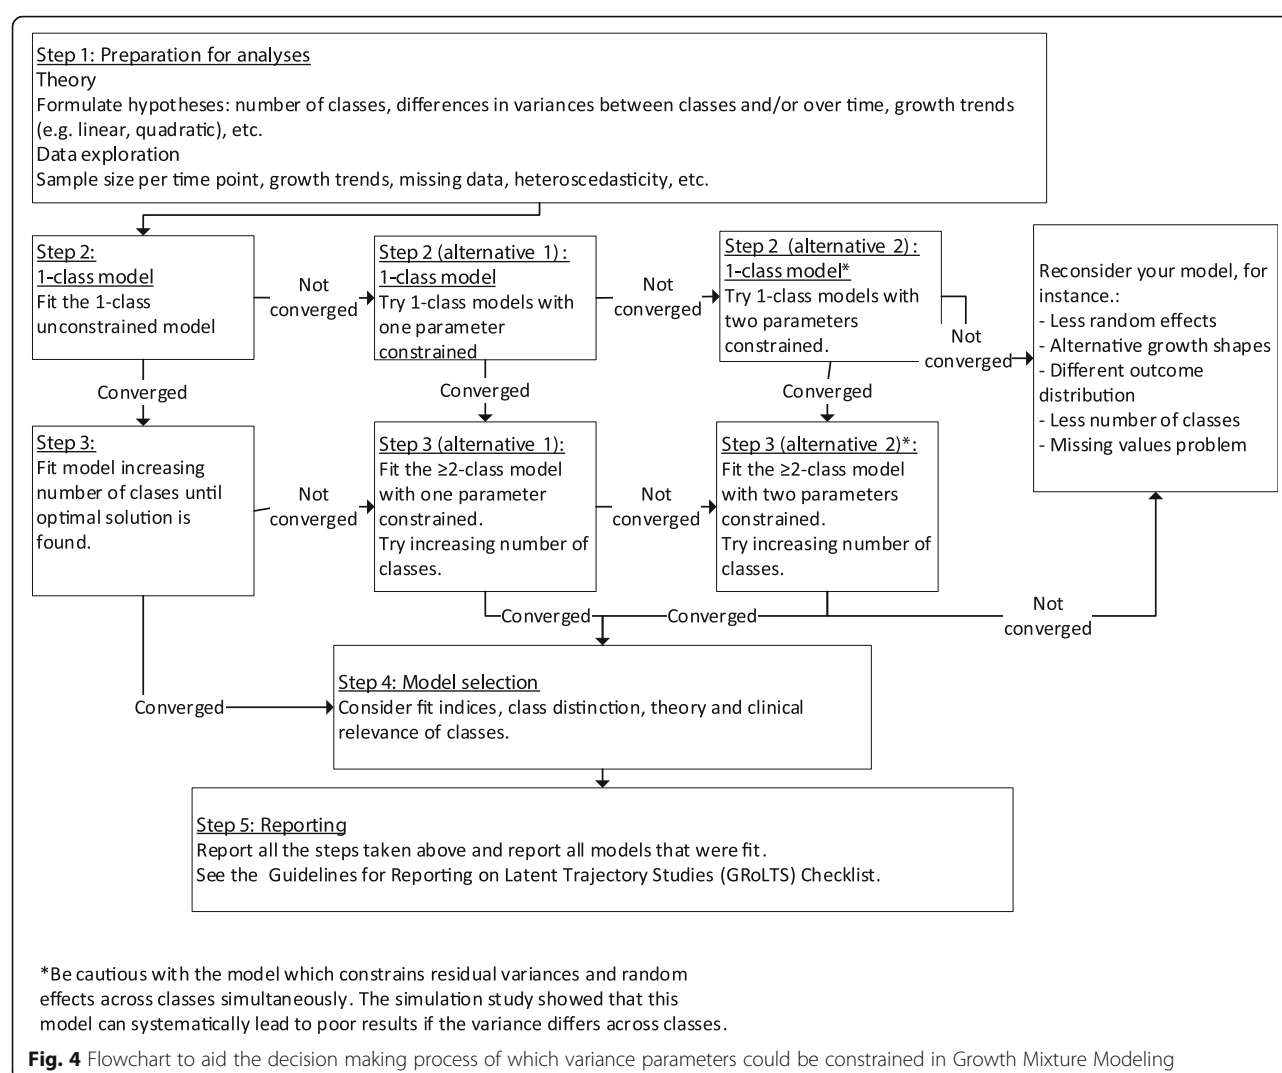 Step 1: Preparation for analyses
Theory
Formulate hypotheses: number of classes, differences in variances between classes and/or over time, growth trends
(e.g. linear, quadratic), etc.
Data exploration
Sample size per time point, growth trends, missing data, heteroscedasticity, etc.
Step 2:
1-class model
Fit the 1-class
unconstrained model
Not
converged
Step 2 (alternative 1):
1-class model
Try 1-class models with
one parameter
constrained
Not
converged
Step 2 (alternative 2):
1-class model*
Try 1-class models with
two parameters
constrained.
Not
converged
Reconsider your model, for
instance.:
- Less random effects
- Alternative growth shapes
- Different outcome
distribution
- Less number of classes
- Missing values problem
Converged
Converged
Converged
Step 3:
Fit model increasing
number of clases until
optimal solution is
found.
Not
converged
Step 3 (alternative 1):
Fit the ≥2-class model
with one parameter
constrained.
Try increasing number of
classes.
Not
converged
Step 3 (alternative 2)*:
Fit the ≥2-class model
with two parameters
constrained.
Try increasing number of
classes.
Converged
Converged
Not
converged
Converged
Step 4: Model selection
Consider fit indices, class distinction, theory and clinical
relevance of classes.
Step 5: Reporting
Report all the steps taken above and report all models that were fit.
See the Guidelines for Reporting on Latent Trajectory Studies (GRoLTS) Checklist.
*Be cautious with the model which constrains residual variances and random
effects across classes simultaneously. The simulation study showed that this
model can systematically lead to poor results if the variance differs across classes.
Fig. 4 Flowchart to aid the decision making process of which variance parameters could be constrained in Growth Mixture Modeling